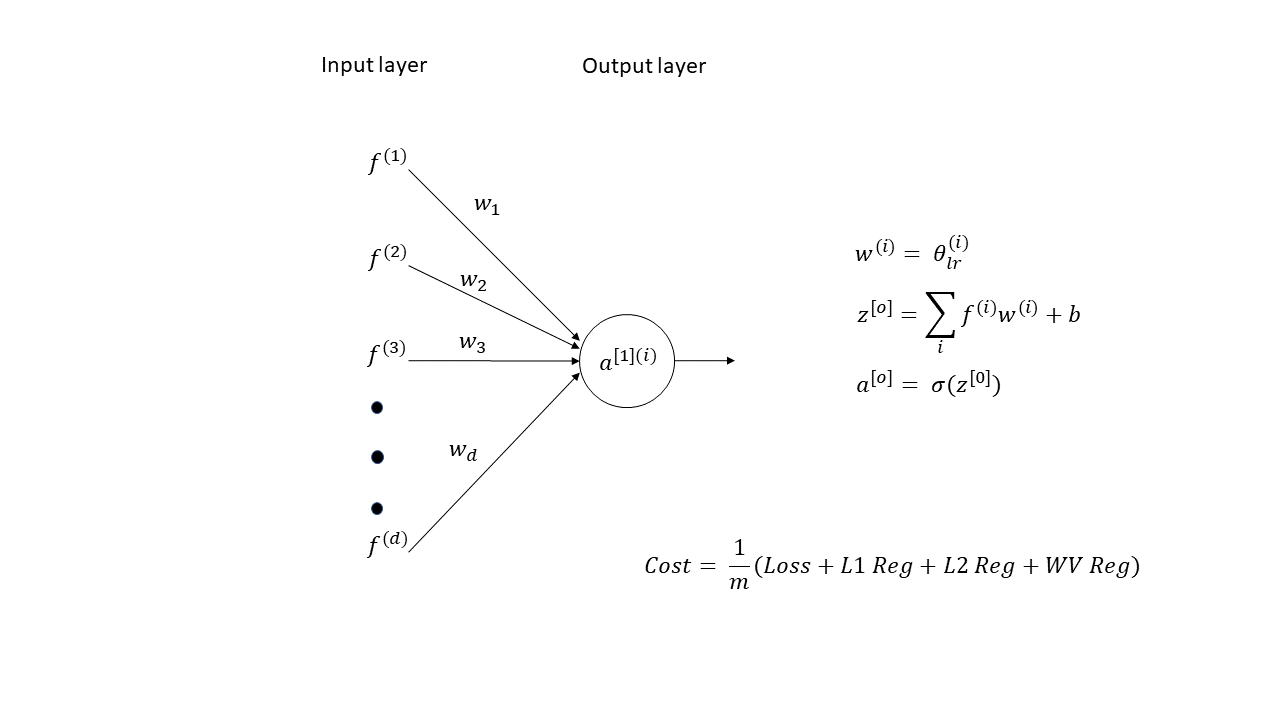 Input layer
Output layer
f^(1)
w_1
f^(2)
w_2
f^(3)
w_3
a^[1](i)
w_d
f^(d)
w^(i) = θ_lr^(i)
z^[o] = ∑_i f^(i) w^(i) + b
a^[o] = σ(z^[0])
Cost = 1/m (Loss + L1 Reg + L2 Reg + WV Reg)